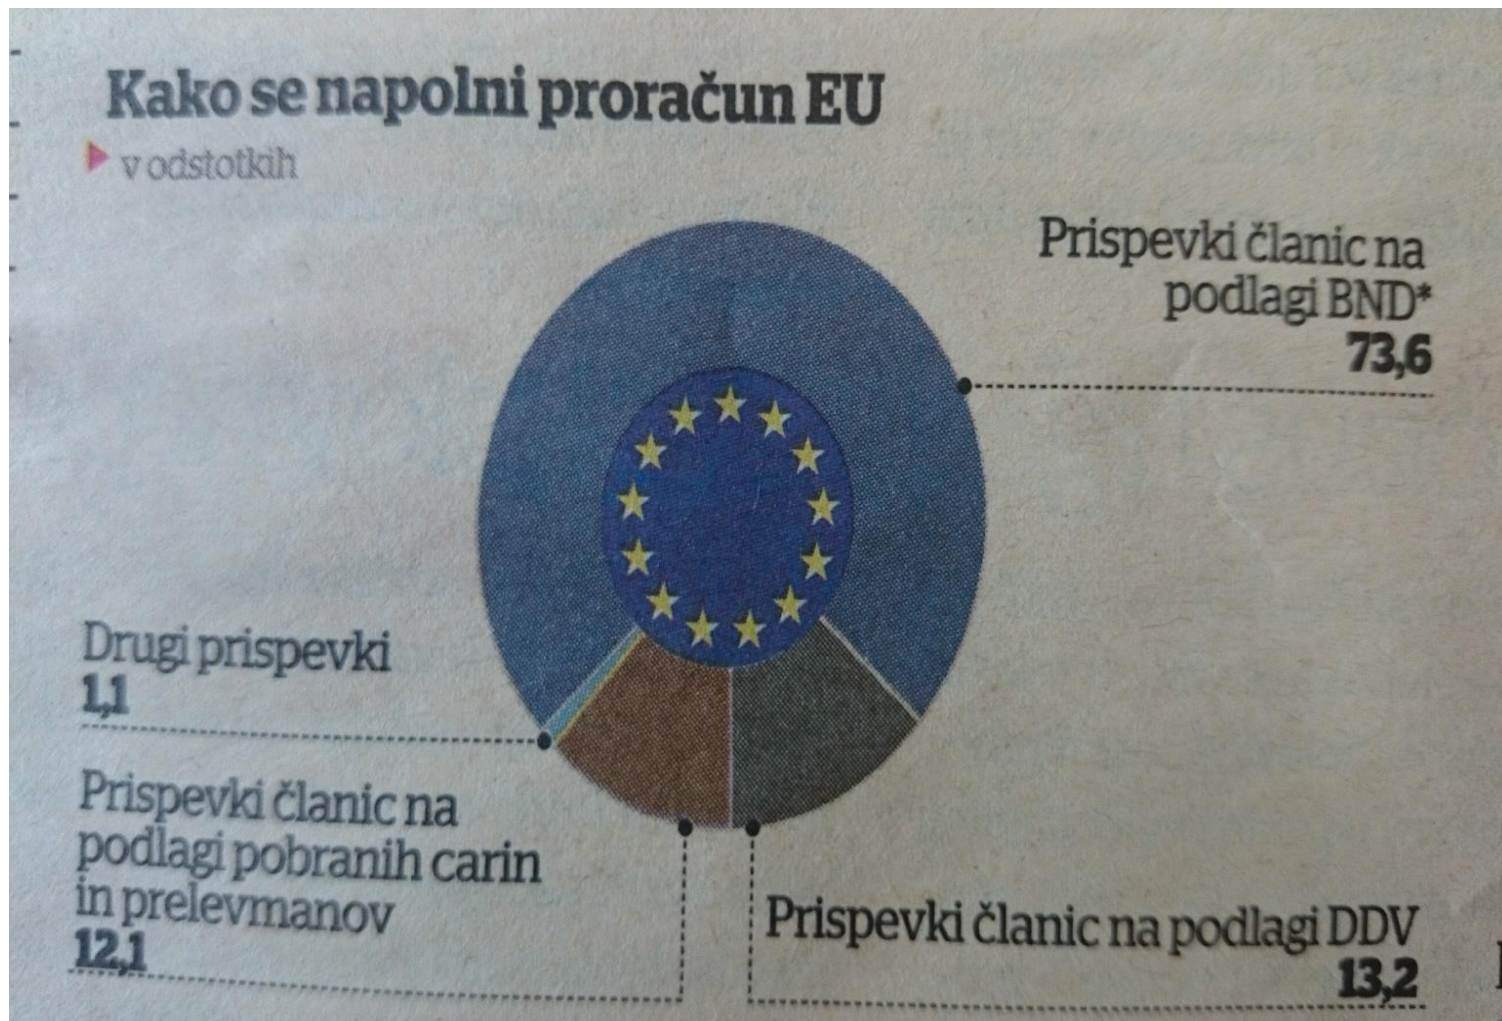 Kako se napolni proračun EU
v odstotkih
Prispevki članic na
podlagi BND*
73,6
Drugi prispevki
1,1
Prispevki članic na
podlagi pobranih carin
in prelevmanov
12,1
Prispevki članic na podlagi DDV
13,2